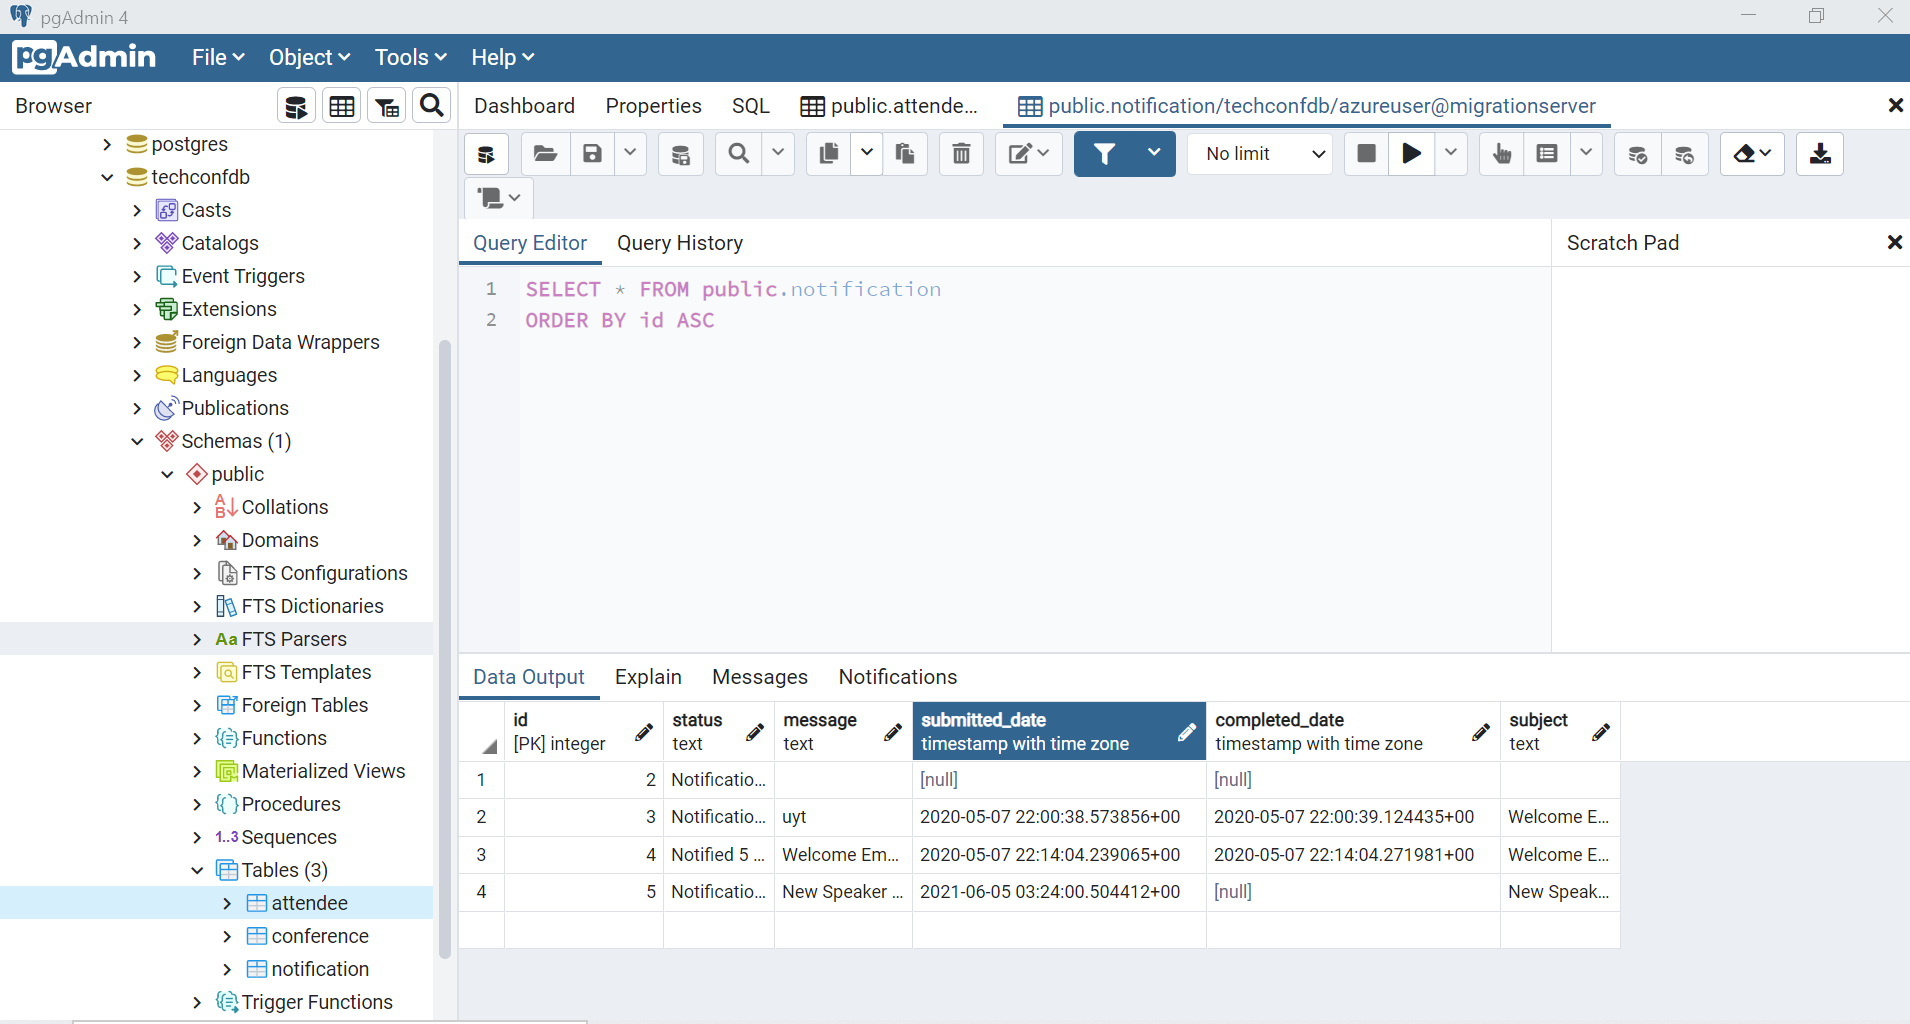 pgAdmin 4
pgAdmin File Object Tools Help
Browser
Dashboard Properties SQL public.attende... public.notification/techconfdb/azureuser@migrationserver
No limit
postgres
techconfdb
Casts
Catalogs
Event Triggers
Extensions
Foreign Data Wrappers
Languages
Publications
Schemas (1)
public
Collations
Domains
FTS Configurations
FTS Dictionaries
Aa FTS Parsers
FTS Templates
Foreign Tables
Functions
Materialized Views
Procedures
1..3 Sequences
Tables (3)
attendee
conference
notification
Trigger Functions
Query Editor Query History
Scratch Pad
1 SELECT * FROM public.notification
2 ORDER BY id ASC
Data Output Explain Messages Notifications
id status message submitted_date completed_date subject
[PK] integer text text timestamp with time zone timestamp with time zone text
1 2 Notificatio... [null] [null]
2 3 Notificatio... uyt 2020-05-07 22:00:38.573856+00 2020-05-07 22:00:39.124435+00 Welcome E...
3 4 Notified 5 ... Welcome Em... 2020-05-07 22:14:04.239065+00 2020-05-07 22:14:04.271981+00 Welcome E...
4 5 Notificatio... New Speaker ... 2021-06-05 03:24:00.504412+00 [null] New Speak...